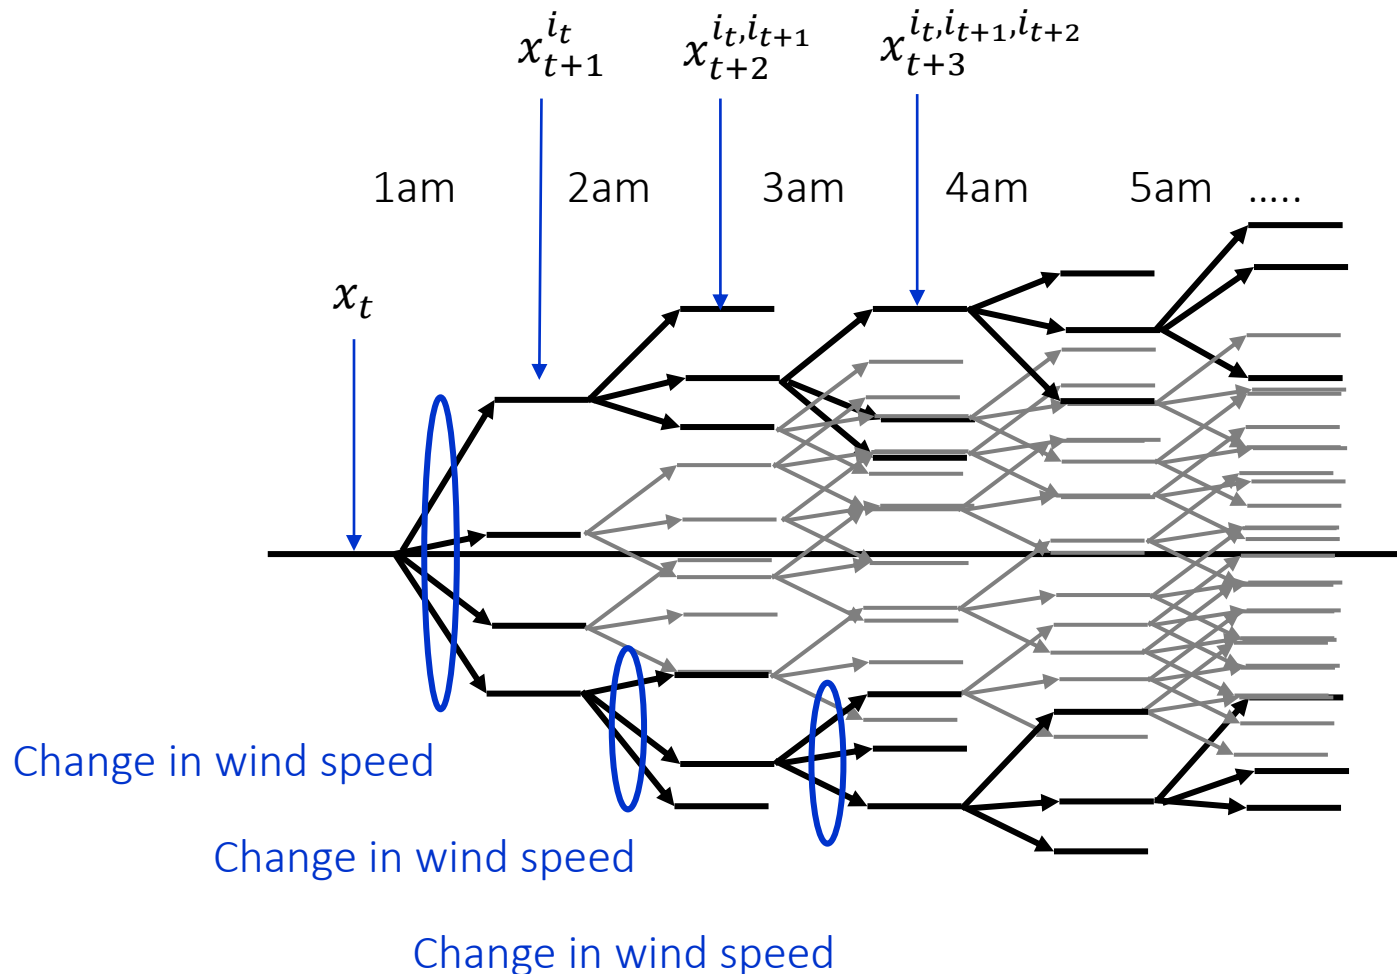 x_{t+1}^{i_t} x_{t+2}^{i_t,i_{t+1}} x_{t+3}^{i_t,i_{t+1},i_{t+2}}
1am 2am 3am 4am 5am .....
x_t
Change in wind speed
Change in wind speed
Change in wind speed